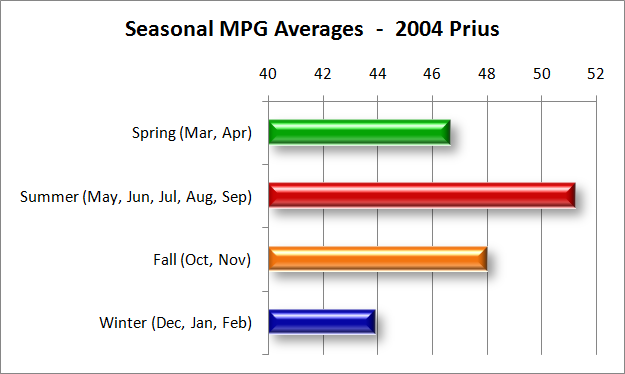 Seasonal MPG Averages  -  2004 Prius
40 42 44 46 48 50 52
Spring (Mar, Apr)
Summer (May, Jun, Jul, Aug, Sep)
Fall (Oct, Nov)
Winter (Dec, Jan, Feb)